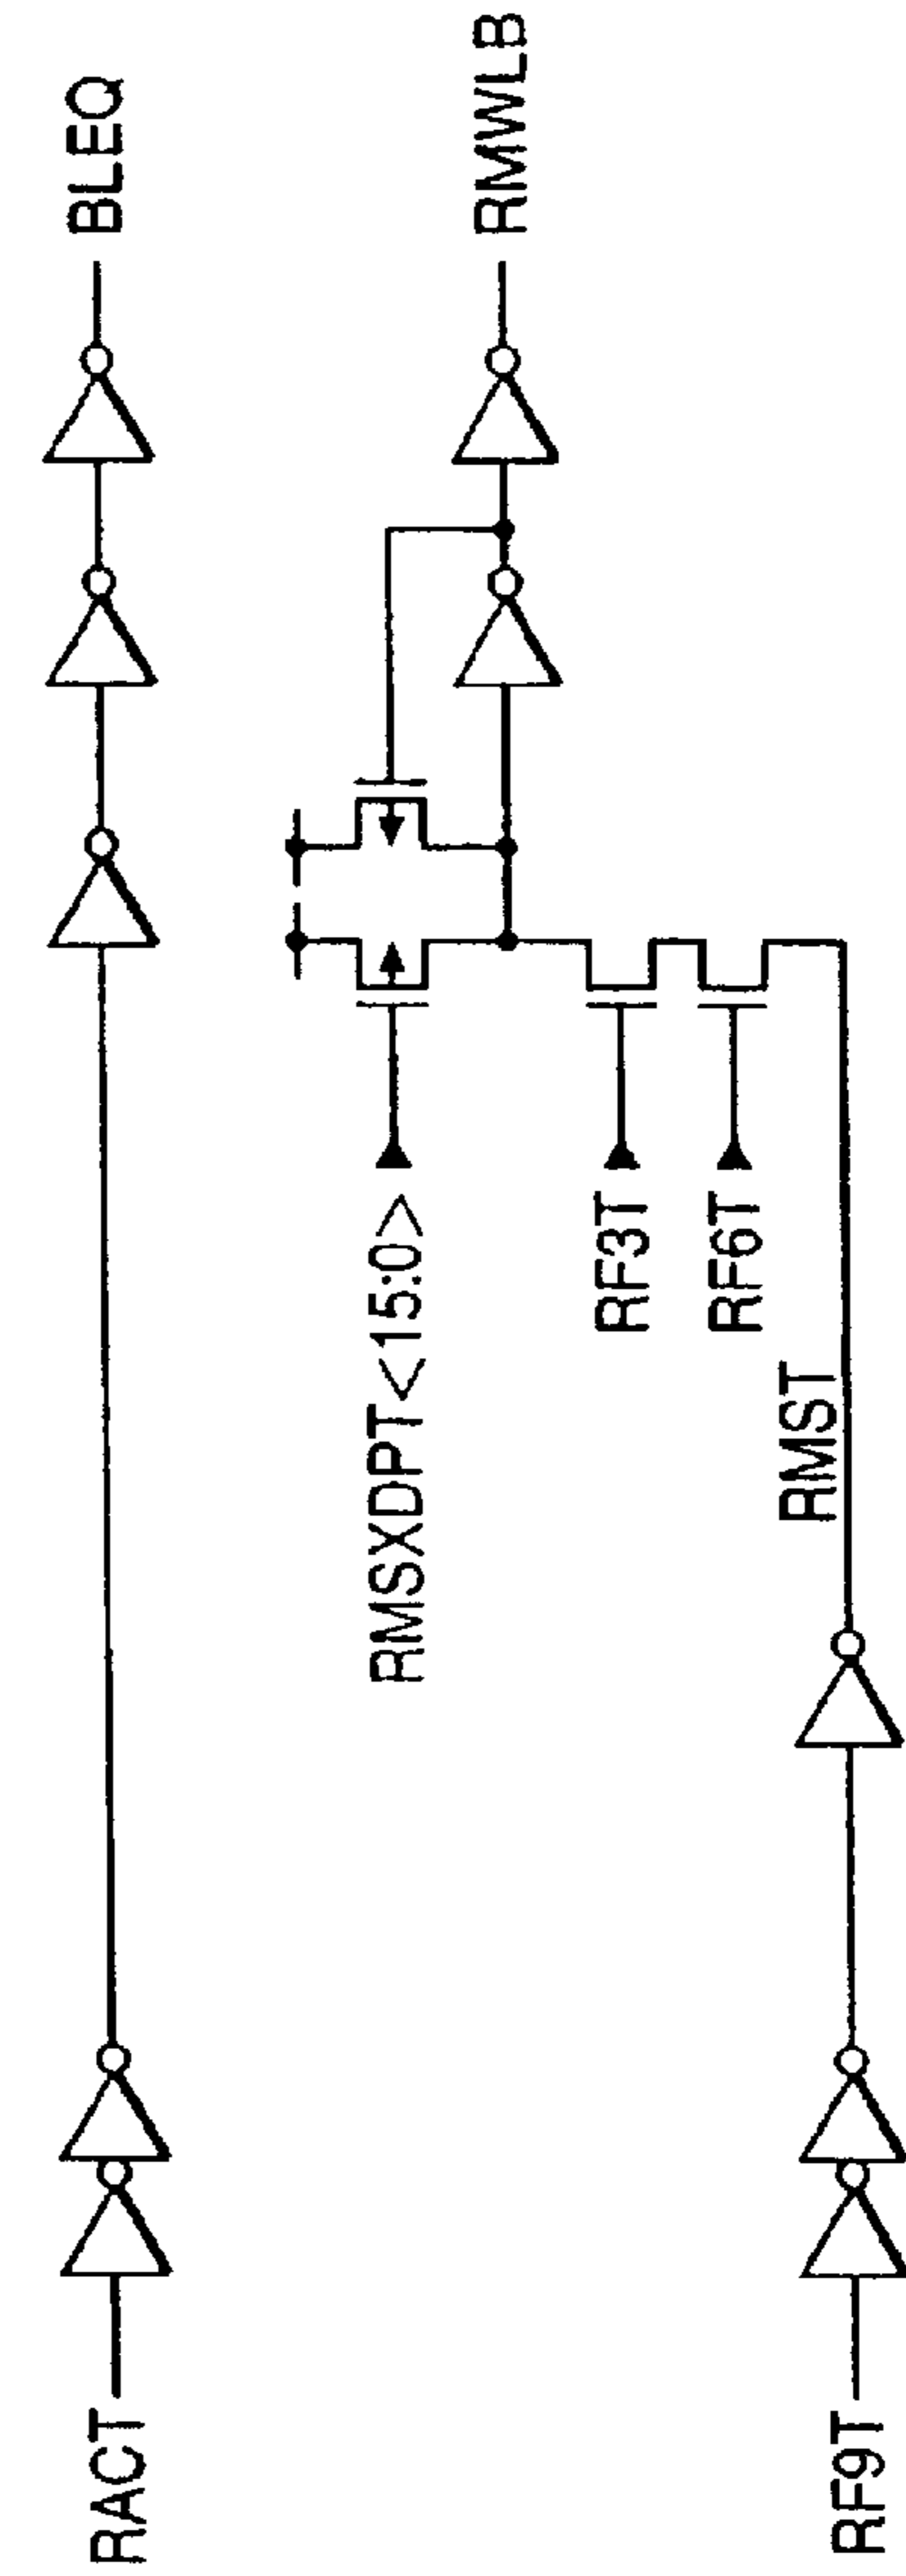 RACT
BLEQ
RMSXDPT<15:0>
RMWLB
RF3T
RF6T
RMST
RF9T